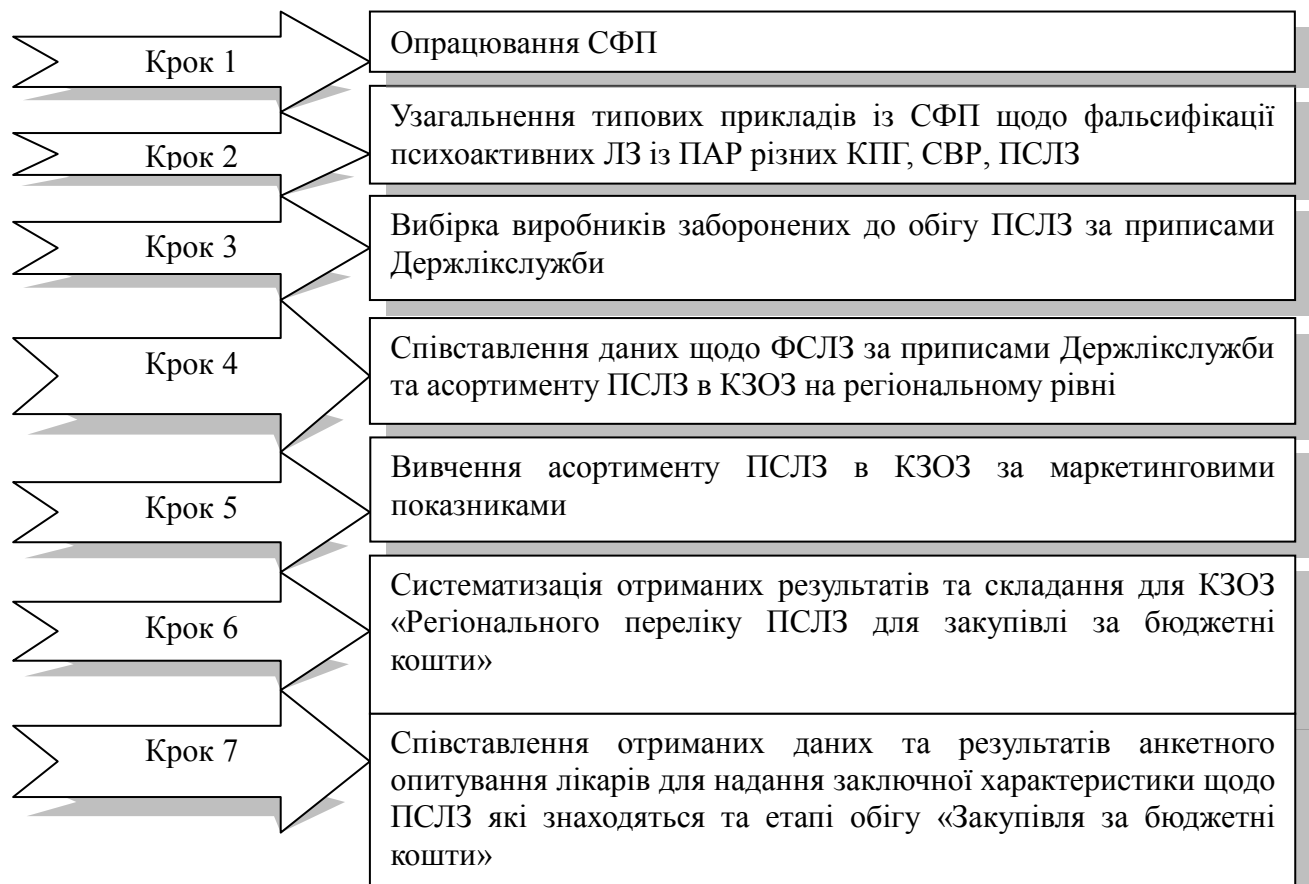 Крок 1
Опрацювання СФП
Крок 2
Узагальнення типових прикладів із СФП щодо фальсифікації
психоактивних ЛЗ із ПАР різних КПГ, СВР, ПСЛЗ
Крок 3
Вибірка виробників заборонених до обігу ПСЛЗ за приписами
Держлікслужби
Крок 4
Співставлення даних щодо ФСЛЗ за приписами Держлікслужби
та асортименту ПСЛЗ в КЗОЗ на регіональному рівні
Крок 5
Вивчення асортименту ПСЛЗ в КЗОЗ за маркетинговими
показниками
Крок 6
Систематизація отриманих результатів та складання для КЗОЗ
«Регіонального переліку ПСЛЗ для закупівлі за бюджетні
кошти»
Крок 7
Співставлення отриманих даних та результатів анкетного
опитування лікарів для надання заключної характеристики щодо
ПСЛЗ які знаходяться та етапі обігу «Закупівля за бюджетні
кошти»